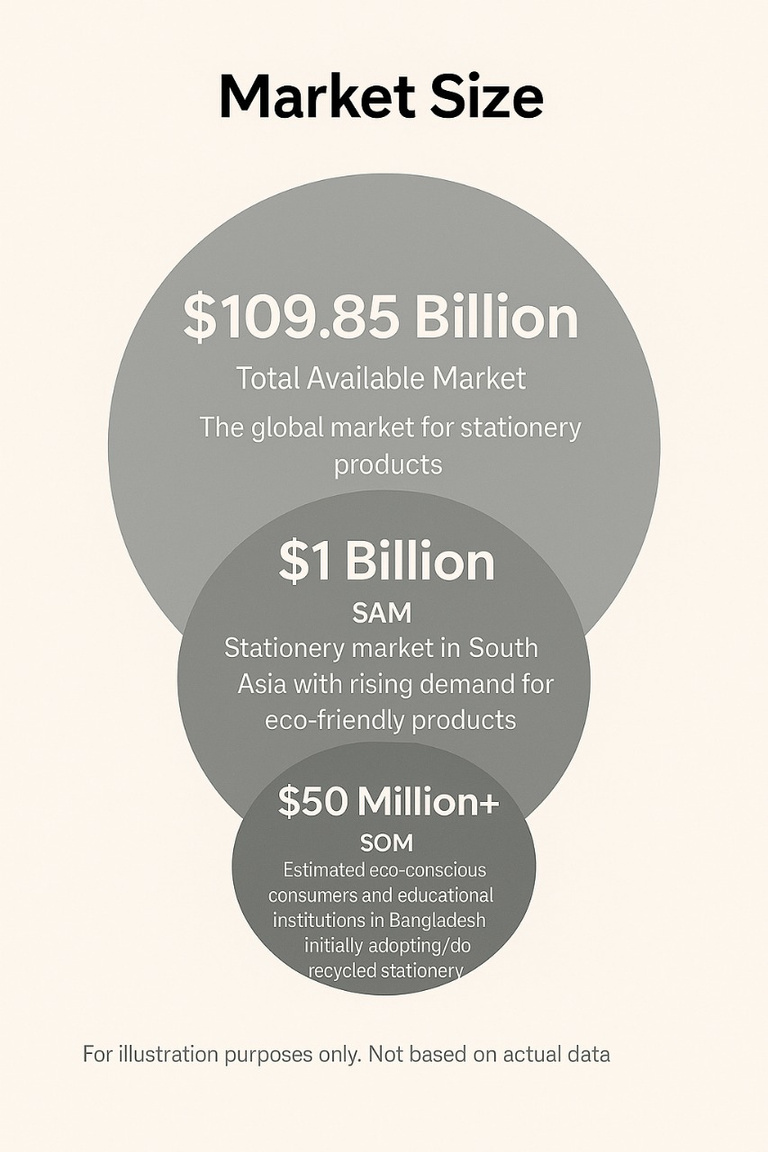 Market Size
$109.85 Billion
Total Available Market
The global market for stationery
products
$1 Billion
SAM
Stationery market in South
Asia with rising demand for
eco-friendly products
$50 Million+
SOM
Estimated eco-conscious
consumers and educational
institutions in Bangladesh
initially adopting/do
recycled stationery
For illustration purposes only. Not based on actual data